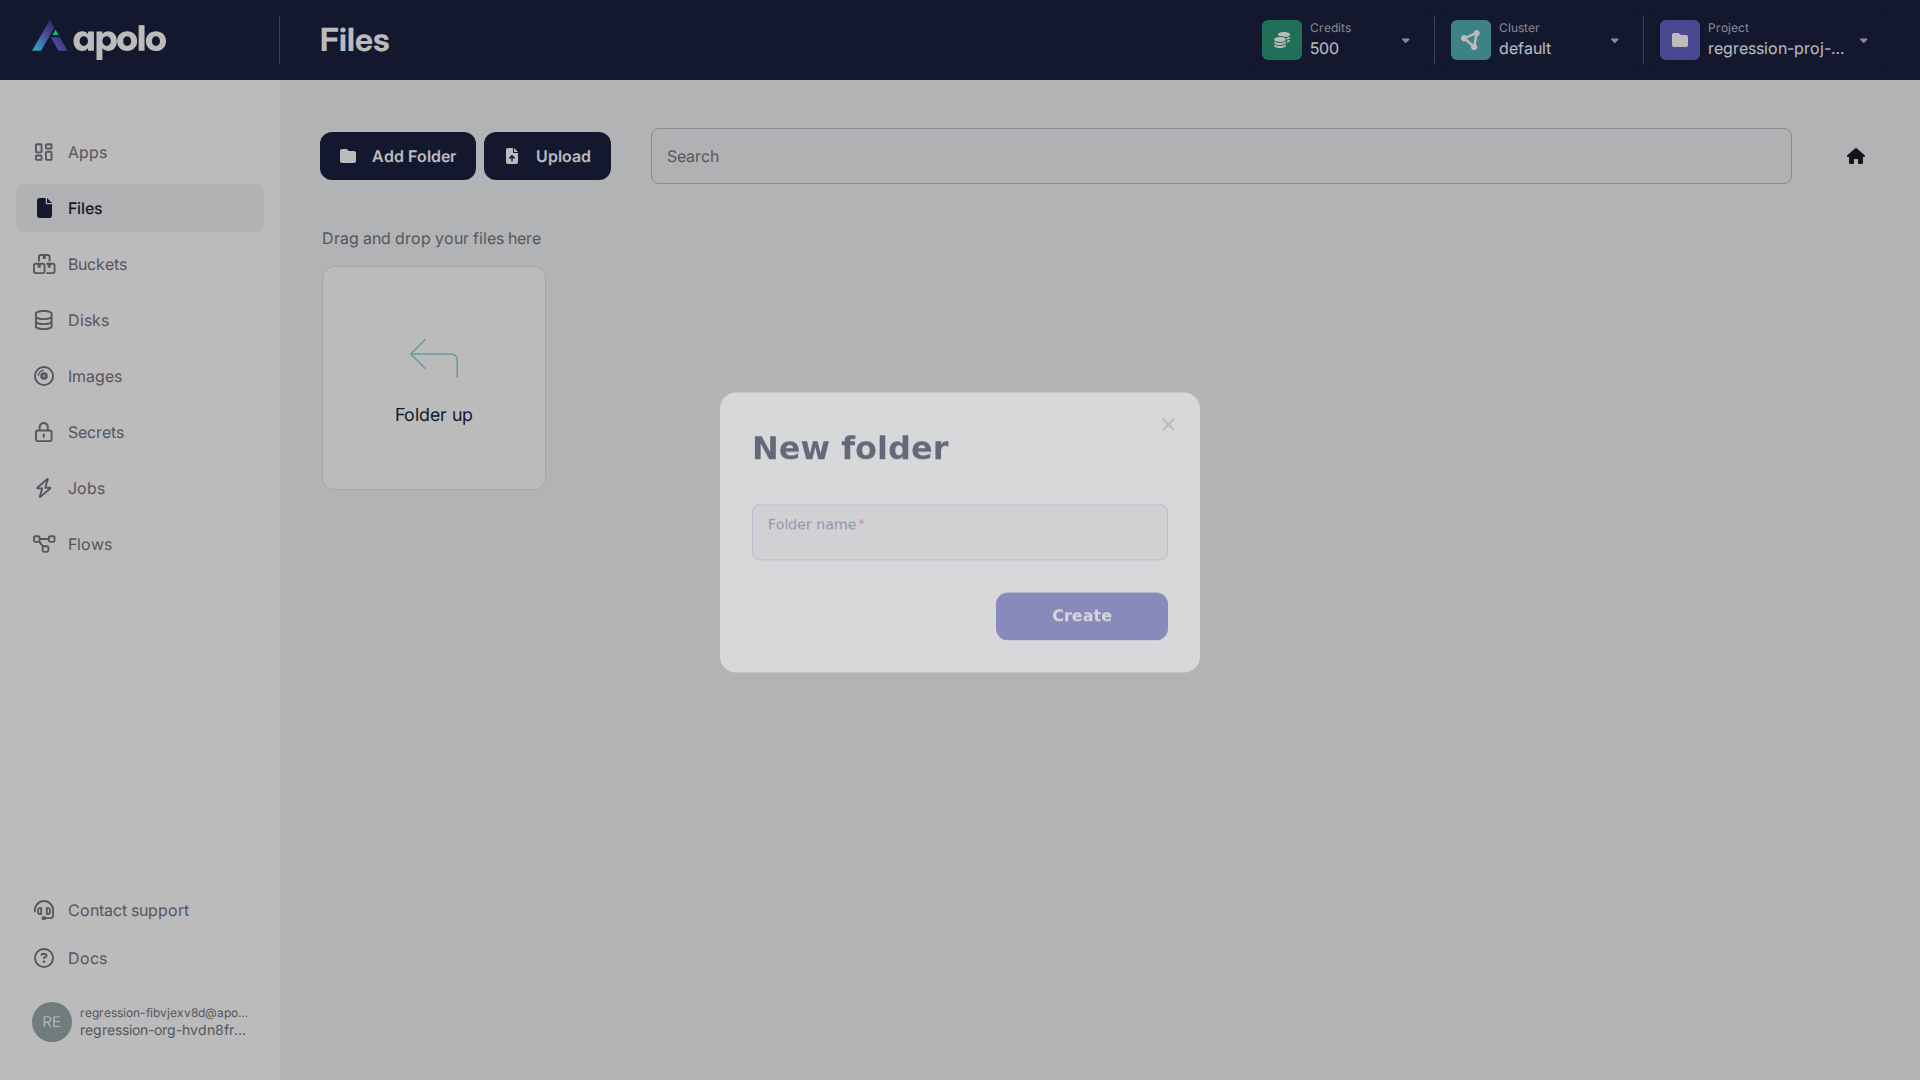 apolo
Files
Credits
500
Cluster
default
Project
regression-proj-...
Apps
Files
Buckets
Disks
Images
Secrets
Jobs
Flows
Contact support
Docs
RE
regression-fibvjexv8d@apo...
regression-org-hvdn8fr...
Add Folder
Upload
Search
Drag and drop your files here
Folder up
New folder
Folder name*
Create